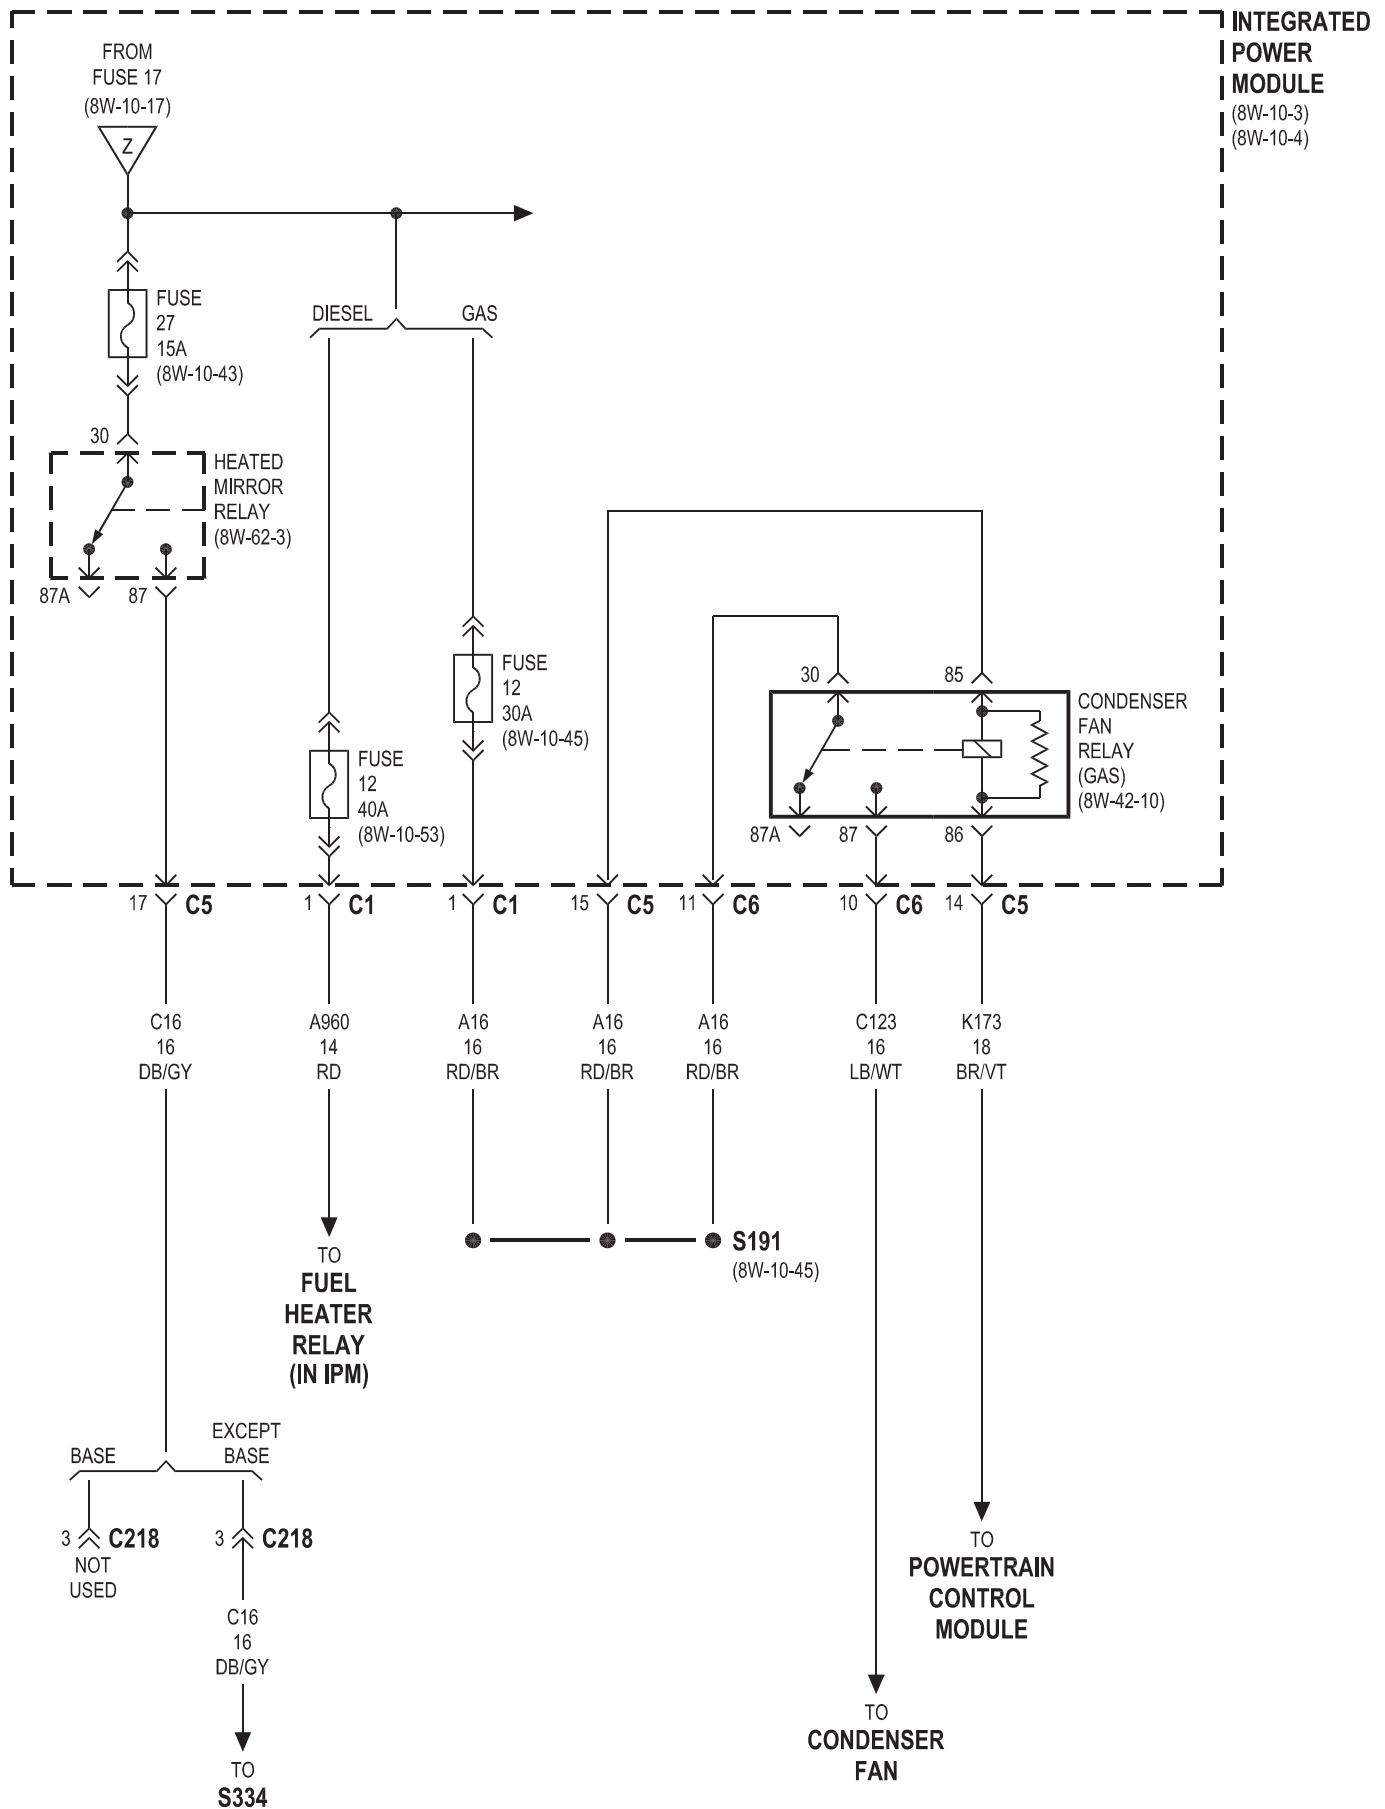 INTEGRATED
POWER
MODULE
(8W-10-3)
(8W-10-4)
FROM
FUSE 17
(8W-10-17)
Z
FUSE
27
15A
(8W-10-43)
DIESEL
GAS
30
HEATED
MIRROR
RELAY
(8W-62-3)
87A
87
FUSE
12
30A
(8W-10-45)
FUSE
12
40A
(8W-10-53)
30
85
CONDENSER
FAN
RELAY
(GAS)
(8W-42-10)
87A
87
86
17 C5
1 C1
1 C1
15 C5
11 C6
10 C6
14 C5
C16
16
DB/GY
A960
14
RD
A16
16
RD/BR
A16
16
RD/BR
A16
16
RD/BR
C123
16
LB/WT
K173
18
BR/VT
S191
(8W-10-45)
TO
FUEL
HEATER
RELAY
(IN IPM)
BASE
EXCEPT
BASE
3 C218
NOT
USED
3 C218
C16
16
DB/GY
TO
S334
TO
POWERTRAIN
CONTROL
MODULE
TO
CONDENSER
FAN